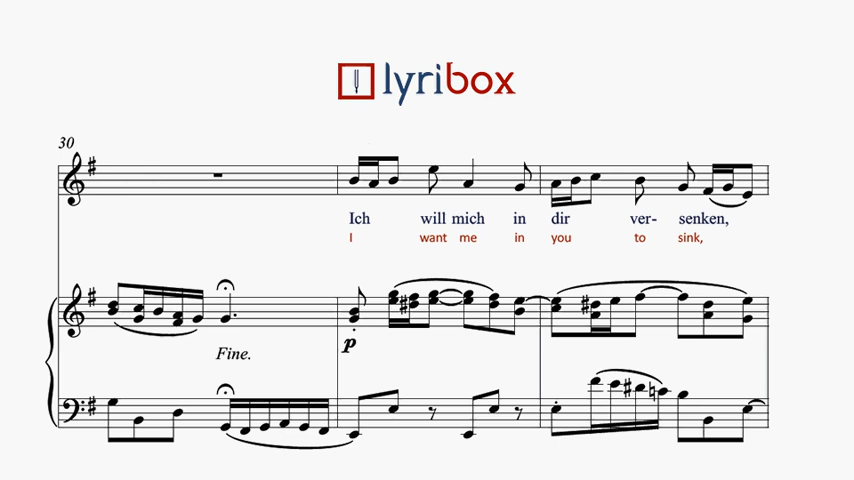 lyribox
30
Ich will mich in dir ver- senken,
I want me in you to sink,
p
Fine.